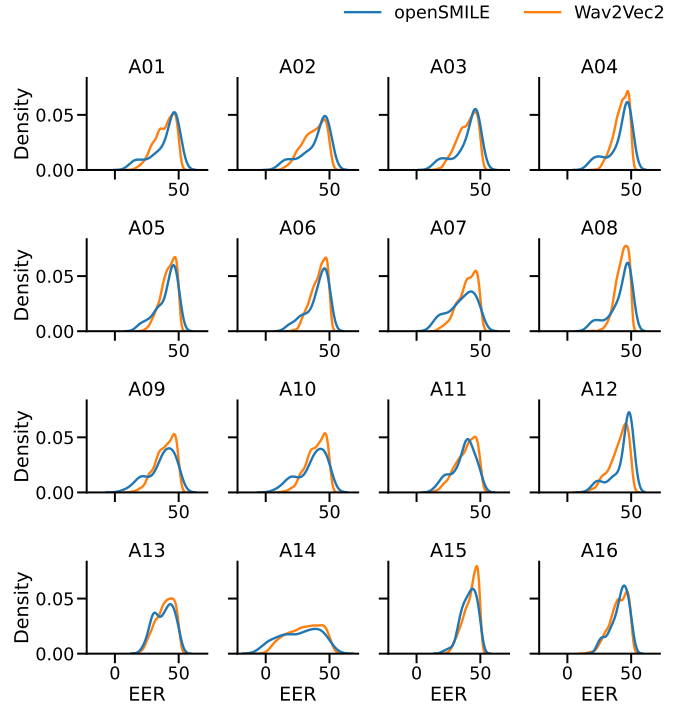 openSMILE Wav2Vec2
A01 A02 A03 A04
Density 0.05 0.00
50 50 50 50
A05 A06 A07 A08
Density 0.05 0.00
50 50 50 50
A09 A10 A11 A12
Density 0.05 0.00
50 50 50 50
A13 A14 A15 A16
Density 0.05 0.00
0 50 0 50 0 50 0 50
EER EER EER EER